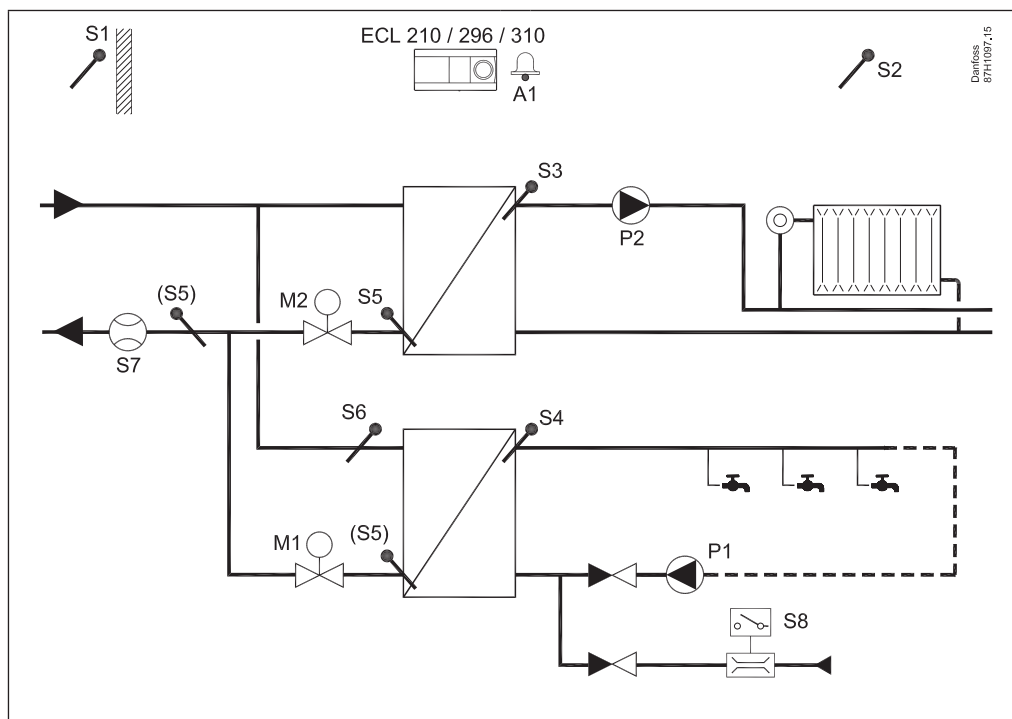 S1
ECL 210 / 296 / 310
A1
S2
Danfoss
87H1097.15
S3
P2
(S5)
M2
S5
S7
S6
S4
M1
(S5)
P1
S8